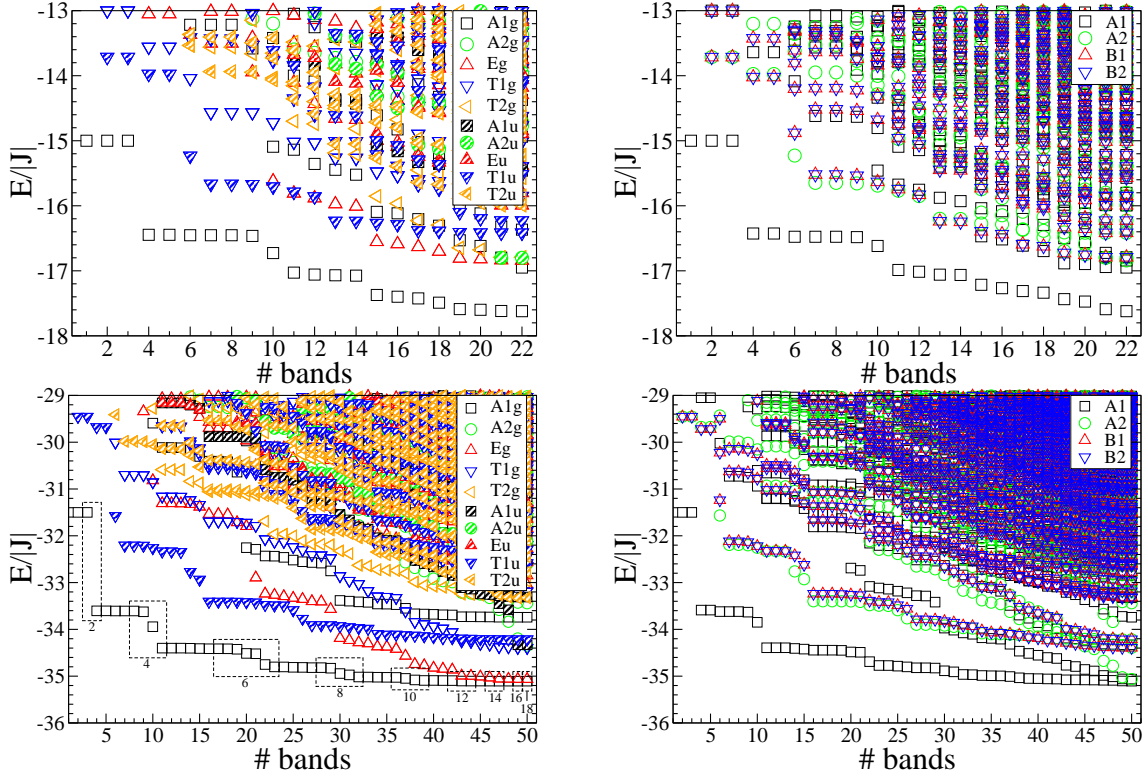 E/|J|
-13
-14
-15
-16
-17
-18
2 4 6 8 10 12 14 16 18 20 22
# bands
A1g
A2g
Eg
T1g
T2g
A1u
A2u
Eu
T1u
T2u
E/|J|
-13
-14
-15
-16
-17
-18
2 4 6 8 10 12 14 16 18 20 22
# bands
A1
A2
B1
B2
E/|J|
-29
-30
-31
-32
-33
-34
-35
-36
5 10 15 20 25 30 35 40 45 50
# bands
A1g
A2g
Eg
T1g
T2g
A1u
A2u
Eu
T1u
T2u
2
4
6
8
10
12
14
16
18
E/|J|
-29
-30
-31
-32
-33
-34
-35
-36
5 10 15 20 25 30 35 40 45 50
# bands
A1
A2
B1
B2